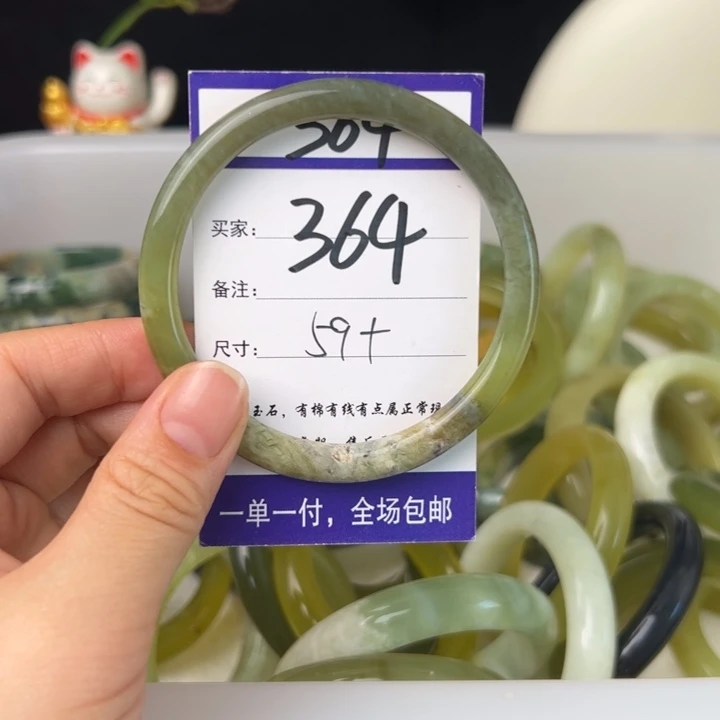 364
买家：364
备注：
尺寸：59+
玉石，有棉有线有点属正常现
一单一付，全场包邮